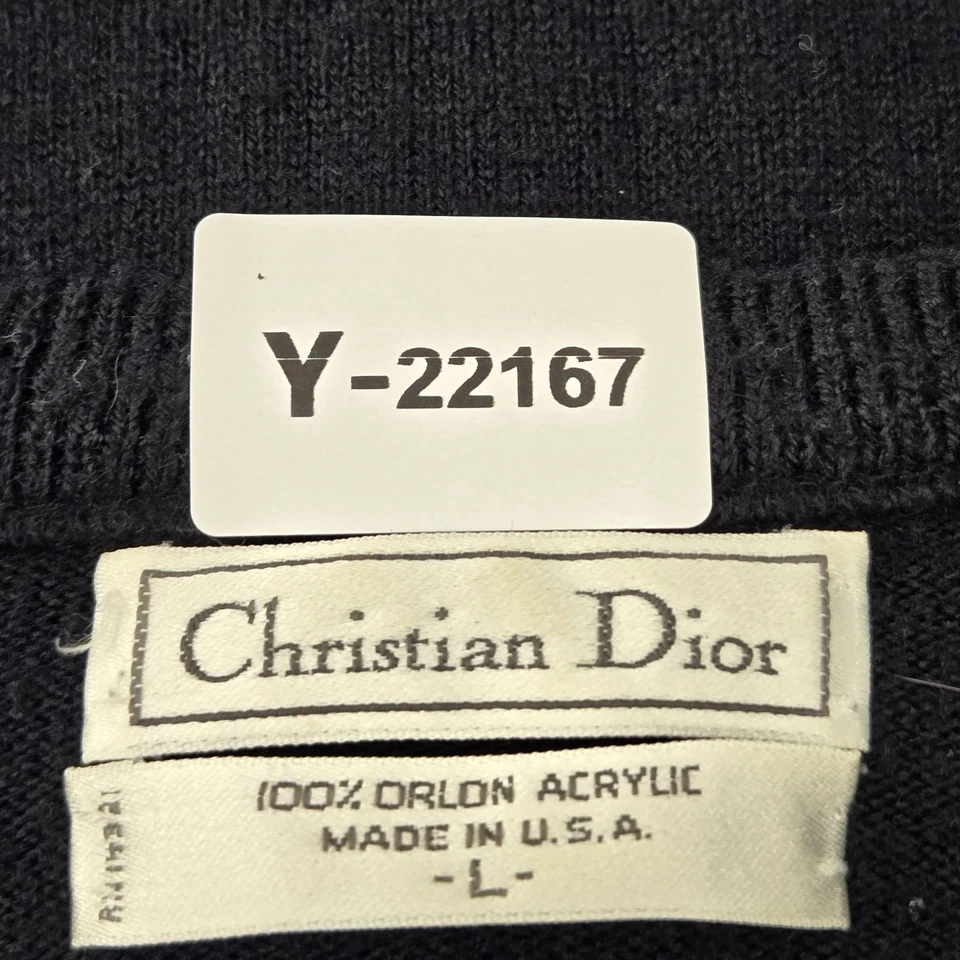 Y-22167
Christian Dior
100% ORLON ACRYLIC
MADE IN U.S.A.
-L-